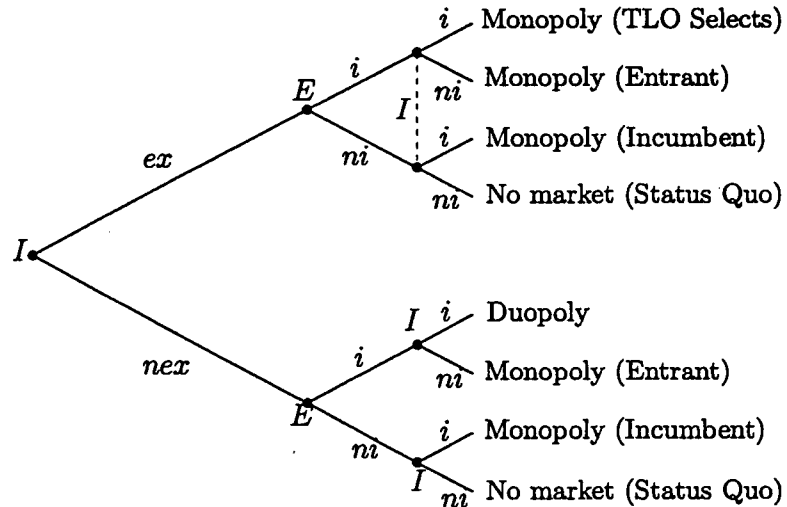 i Monopoly (TLO Selects)
i
ni Monopoly (Entrant)
E
I
i Monopoly (Incumbent)
ex
ni
ni No market (Status Quo)
I
I i Duopoly
i
nex
ni Monopoly (Entrant)
E
i Monopoly (Incumbent)
ni
I ni No market (Status Quo)